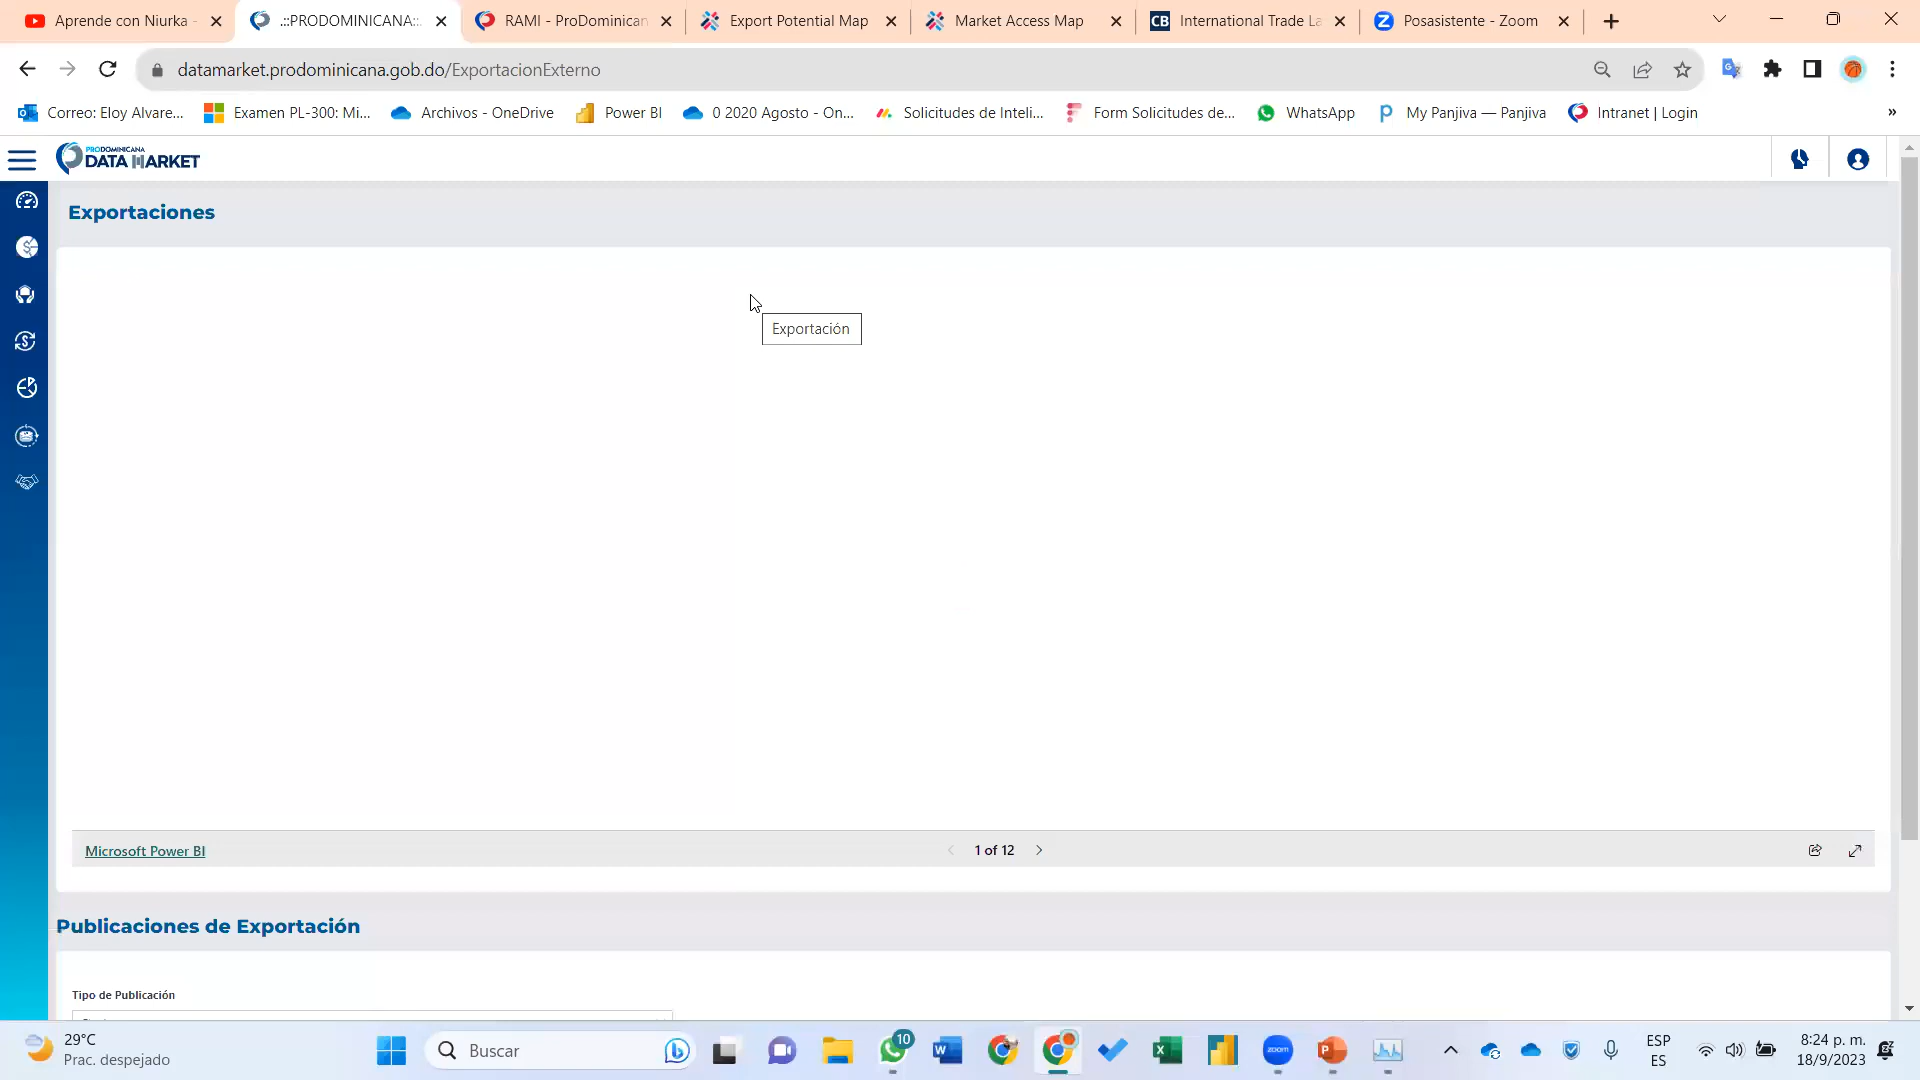 Aprende con Niurka -
.::PRODOMINICANA::.
RAMI - ProDominican
Export Potential Map
Market Access Map
CB International Trade La
Posasistente - Zoom
datamarket.prodominicana.gob.do/ExportacionExterno
Correo: Eloy Alvare...
Examen PL-300: Mi...
Archivos - OneDrive
Power BI
0 2020 Agosto - On...
Solicitudes de Inteli...
Form Solicitudes de...
WhatsApp
My Panjiva — Panjiva
Intranet | Login
»
PRODOMINICANA
DATA MARKET
Exportaciones
Exportación
Microsoft Power BI
1 of 12
Publicaciones de Exportación
Tipo de Publicación
29°C
Prac. despejado
Buscar
10
zoom
ESP
ES
8:24 p. m.
18/9/2023